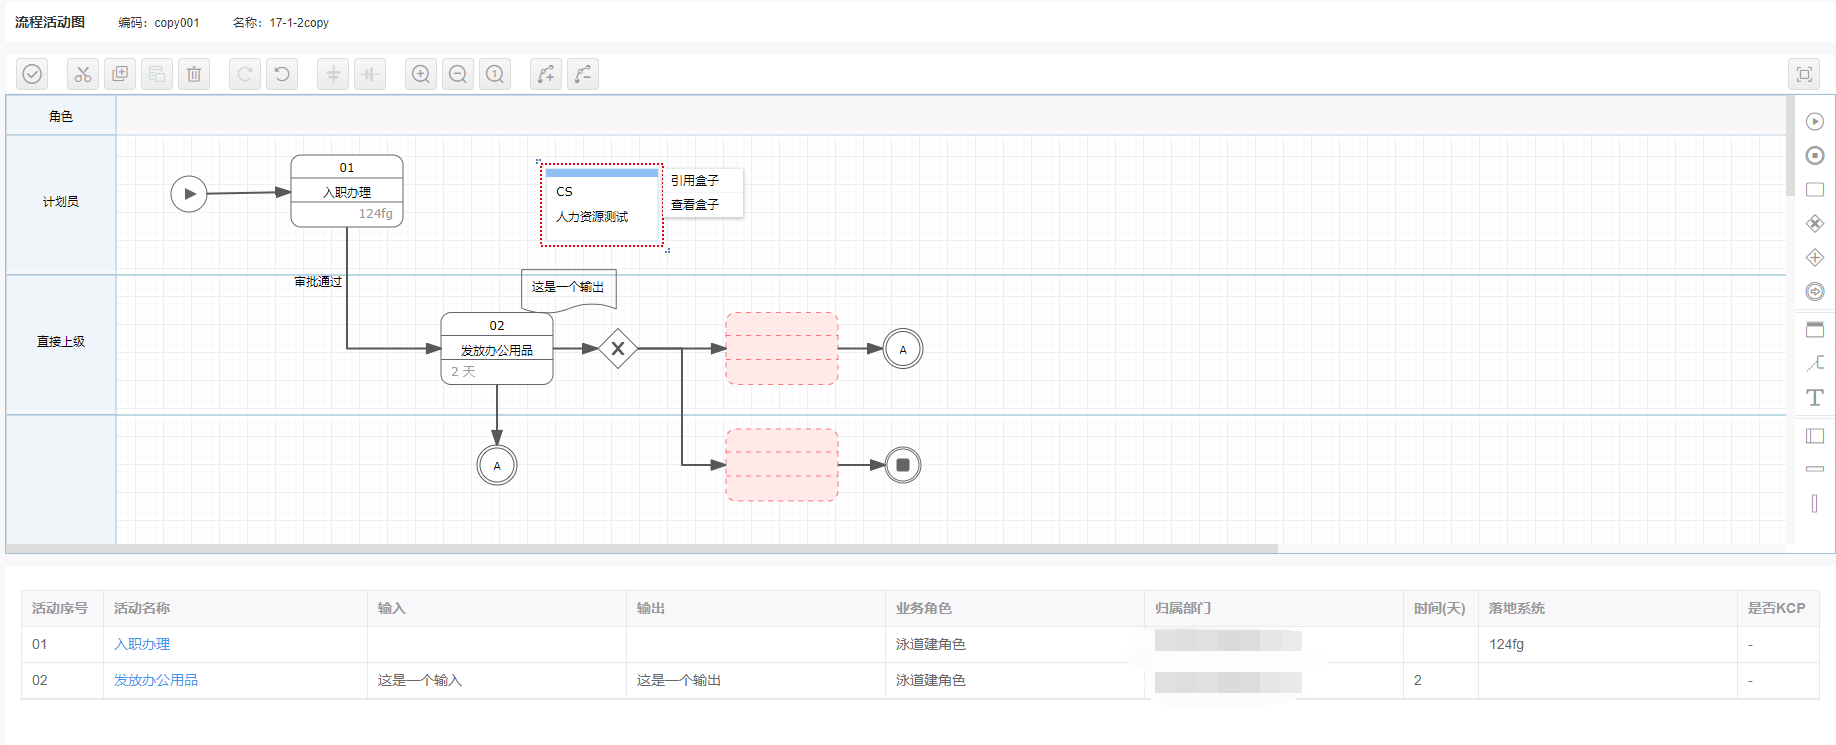 流程活动图 编码：copy001 名称：17-1-2copy
1
角色
计划员
01
入职办理
124fg
CS
人力资源测试
引用盒子
查看盒子
审批通过
这是一个输出
直接上级
02
发放办公用品
2 天
X
A
A
T
活动序号 活动名称 输入 输出 业务角色 归属部门 时间(天) 落地系统 是否KCP
01 入职办理 泳道建角色 124fg -
02 发放办公用品 这是一个输入 这是一个输出 泳道建角色 2 -